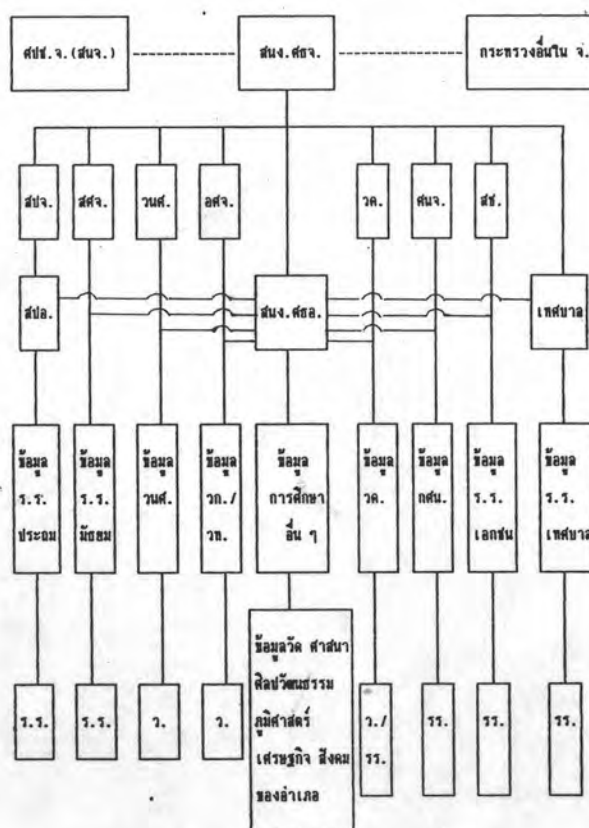 ศปช.จ.(สนจ.)
สนง.ศธจ.
กระทรวงอื่นใน จ.
สปจ.
สศจ.
วนศ.
อศจ.
วค.
ศนจ.
สช.
สปอ.
สนง.ศธอ.
เทศบาล
ข้อมูล
ร.ร.
ประถม
ข้อมูล
ร.ร.
มัธยม
ข้อมูล
วนศ.
ข้อมูล
วก./
วท.
ข้อมูล
การศึกษา
อื่น ๆ
ข้อมูล
วค.
ข้อมูล
กศน.
ข้อมูล
ร.ร.
เอกชน
ข้อมูล
ร.ร.
เทศบาล
ร.ร.
ร.ร.
ว.
ว.
ข้อมูลวัด ศาสนา
ศิลปวัฒนธรรม
ภูมิศาสตร์
เศรษฐกิจ สังคม
ของอำเภอ
ว./
รร.
รร.
รร.
รร.